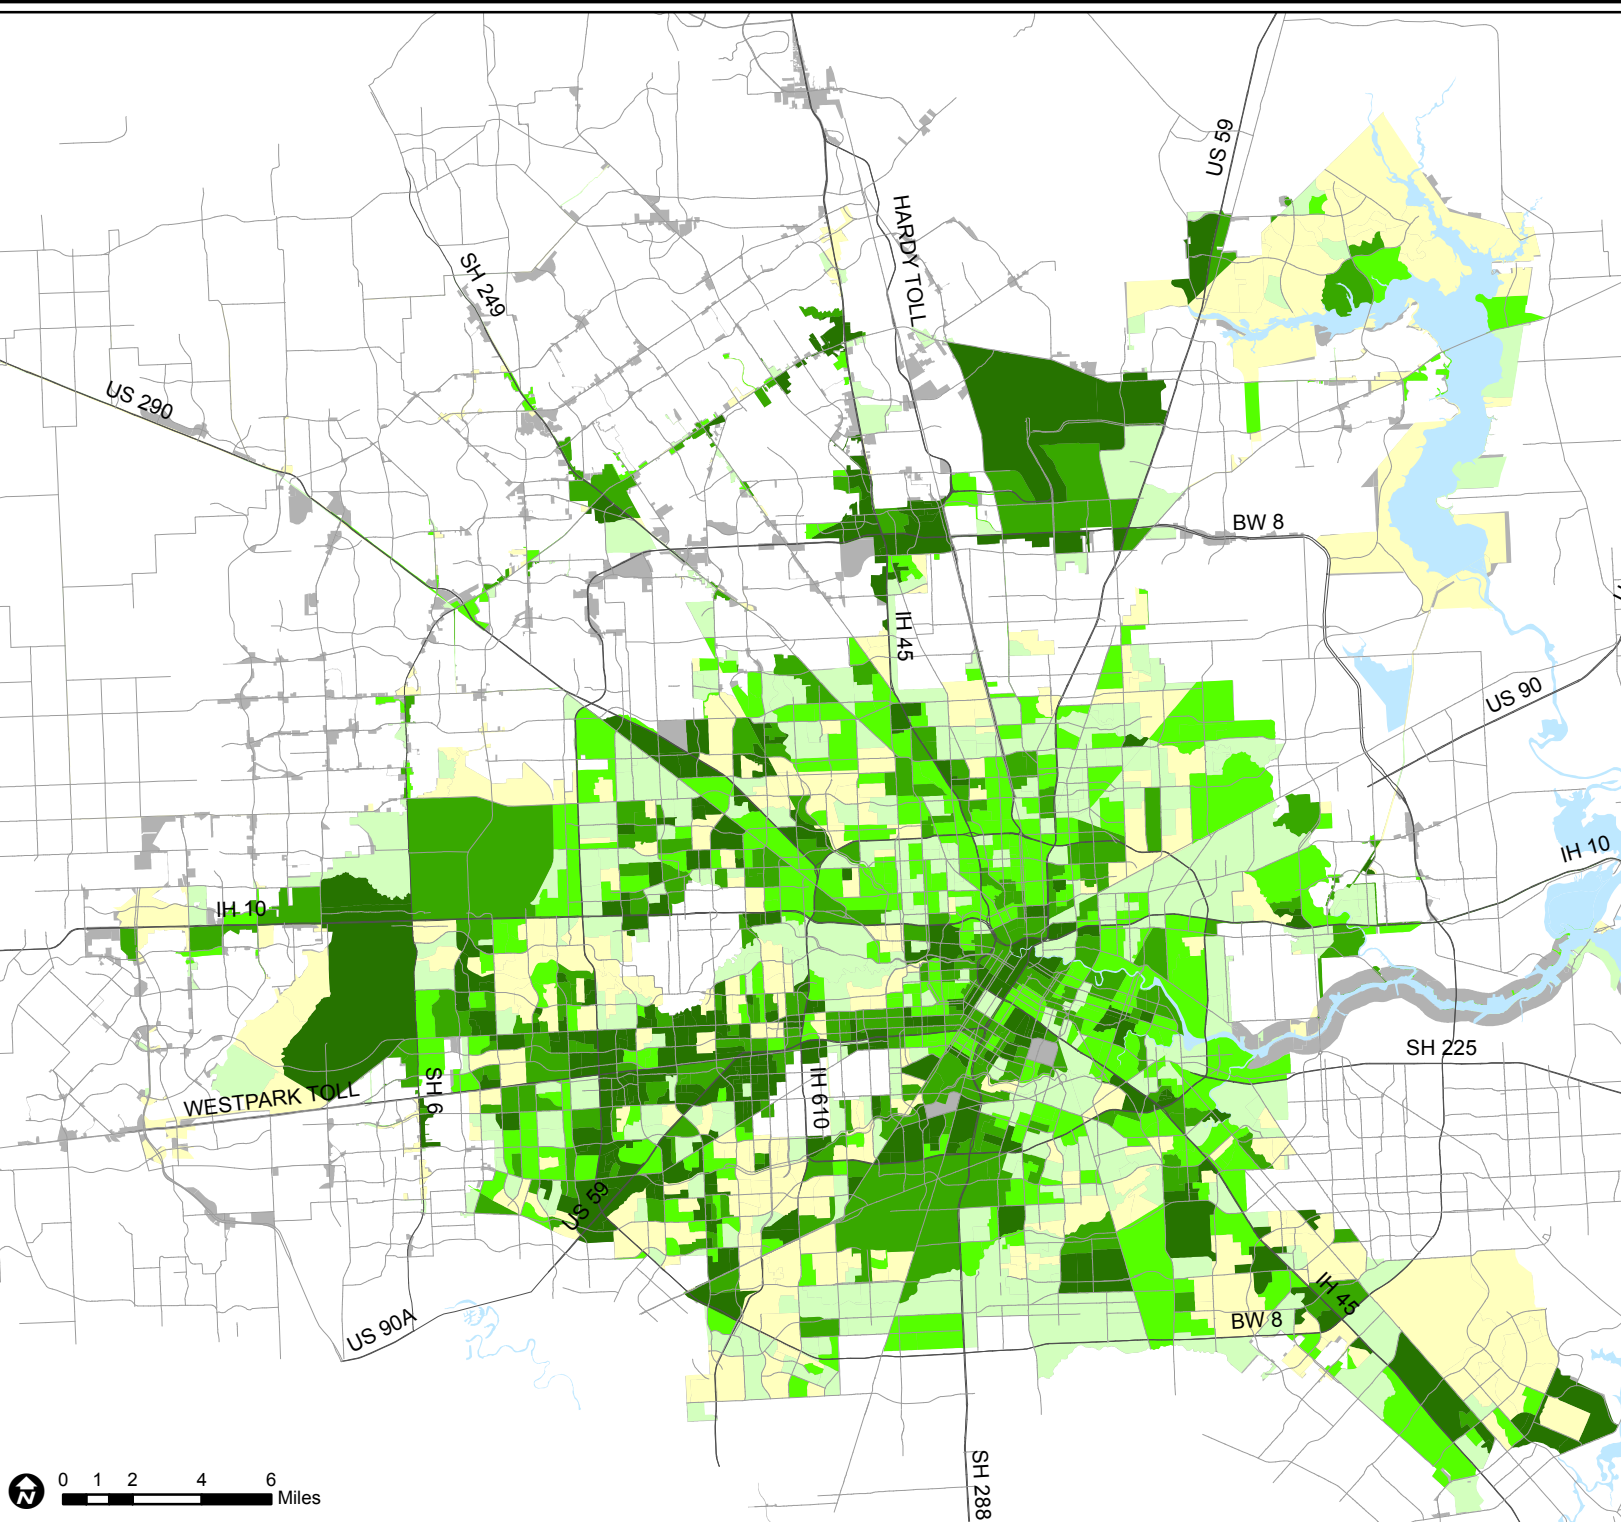 US 59
HARDY TOLL
SH 249
US 290
BW 8
IH 45
US 90
IH 10
IH 10
SH 225
WESTPARK TOLL
SH 6
IH 610
US 59
IH 45
BW 8
US 90A
SH 288
N
0 1 2 4 6
Miles